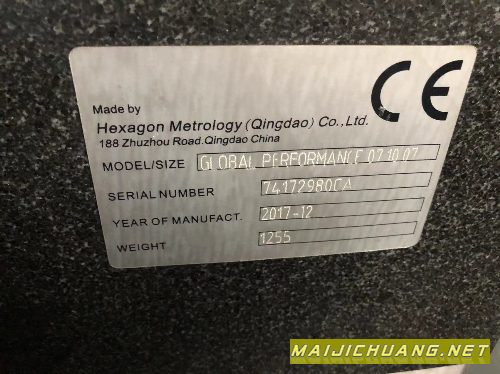 CE
Made by
Hexagon Metrology (Qingdao) Co.,Ltd.
188 Zhuzhou Road.Qingdao China
MODEL/SIZE GLOBAL PERFORMANCE 07.10.07
SERIAL NUMBER 74172980CA
YEAR OF MANUFACT. 2017-12
WEIGHT 1255
MAIJICHUANG.NET